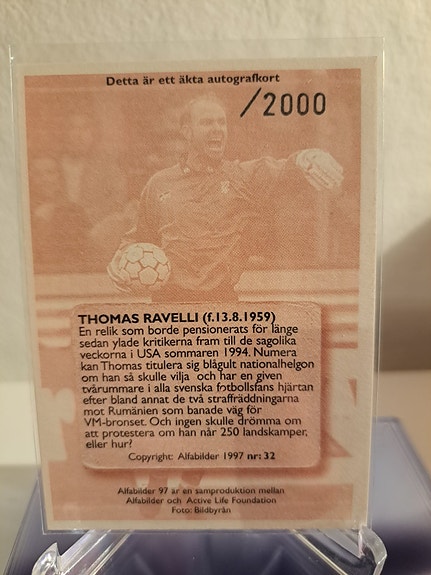 Detta är ett äkta autografkort
/2000
THOMAS RAVELLI (f.13.8.1959)
En relik som borde pensionerats för länge
sedan ylade kritikerna fram till de sagolika
veckorna i USA sommaren 1994. Numera
kan Thomas titulera sig blågult nationalhelgon
om han så skulle vilja och har en given
tvårummare i alla svenska fotbollsfans hjärtan
efter bland annat de två straffräddningarna
mot Rumänien som banade väg för
VM-bronset. Och ingen skulle drömma om
att protestera om han når 250 landskamper,
eller hur?
Copyright: Alfabilder 1997 nr: 32
Alfabilder 97 är en samproduktion mellan
Alfabilder och Active Life Foundation
Foto: Bildbyrån